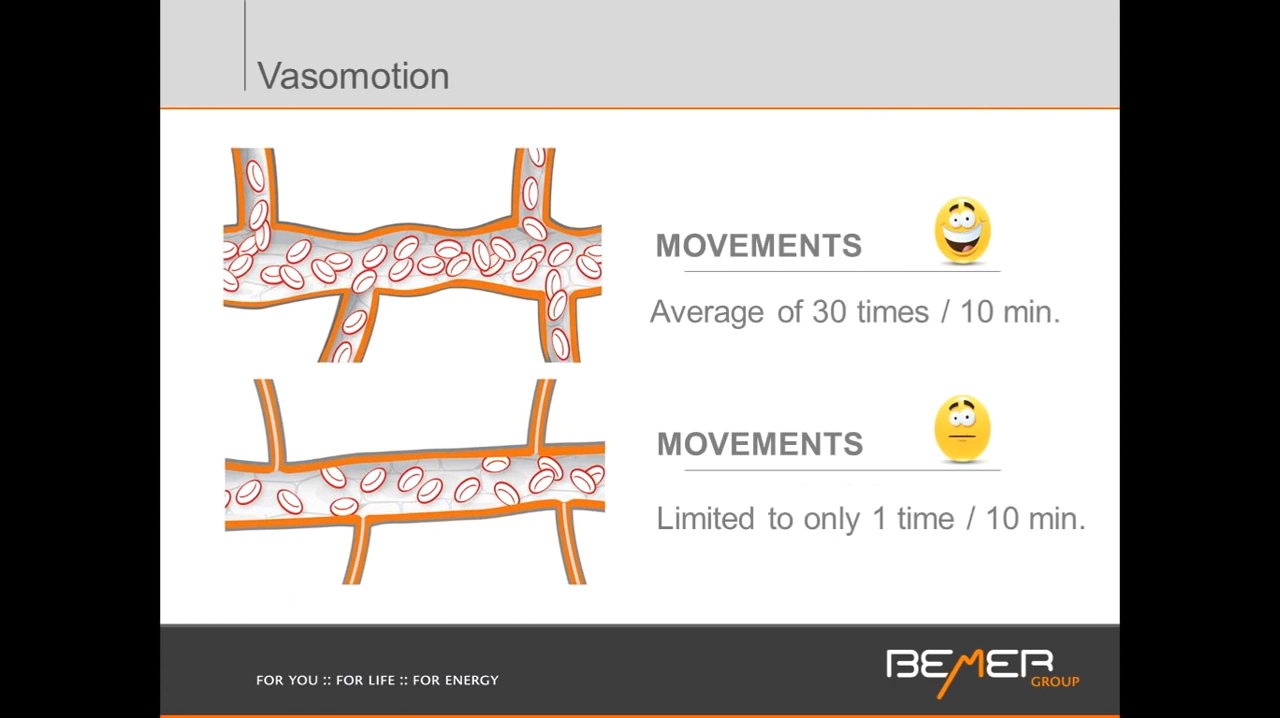 Vasomotion
MOVEMENTS
Average of 30 times / 10 min.
MOVEMENTS
Limited to only 1 time / 10 min.
FOR YOU :: FOR LIFE :: FOR ENERGY
BEMER
GROUP